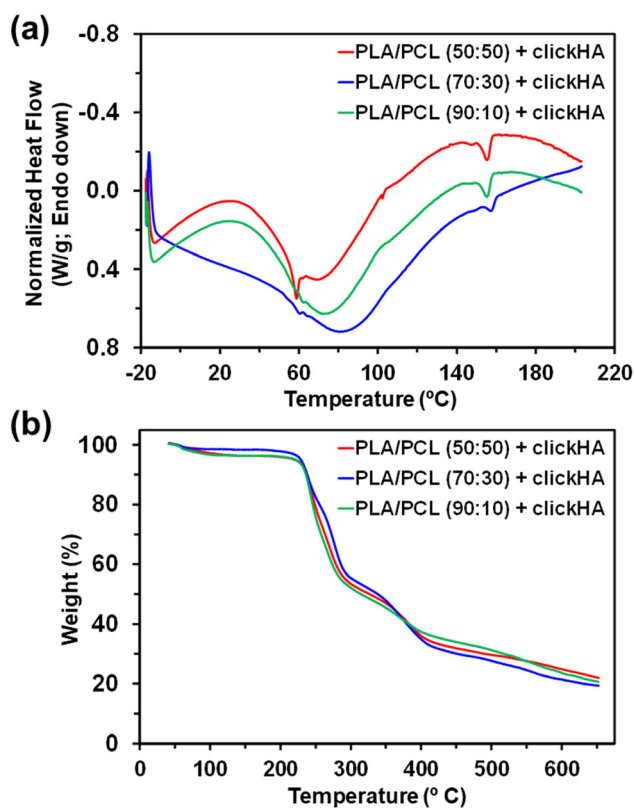 (a)
-0.8
-0.4
0.0
0.4
0.8
Normalized Heat Flow
(W/g; Endo down)
PLA/PCL (50:50) + clickHA
PLA/PCL (70:30) + clickHA
PLA/PCL (90:10) + clickHA
-20 20 60 100 140 180 220
Temperature (ºC)
(b)
100
80
60
40
20
0
Weight (%)
PLA/PCL (50:50) + clickHA
PLA/PCL (70:30) + clickHA
PLA/PCL (90:10) + clickHA
0 100 200 300 400 500 600
Temperature (º C)